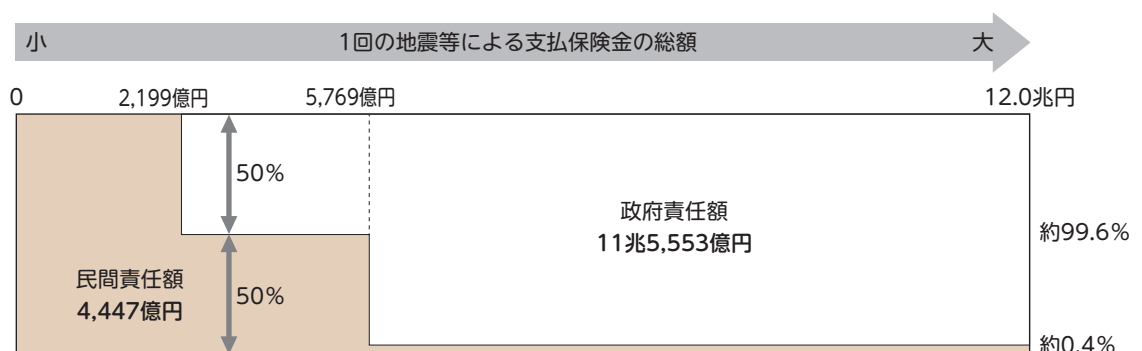 小 1回の地震等による支払保険金の総額 大
0 2,199億円 5,769億円 12.0兆円
50%
政府責任額
11兆5,553億円
約99.6%
民間責任額
4,447億円
50%
約0.4%